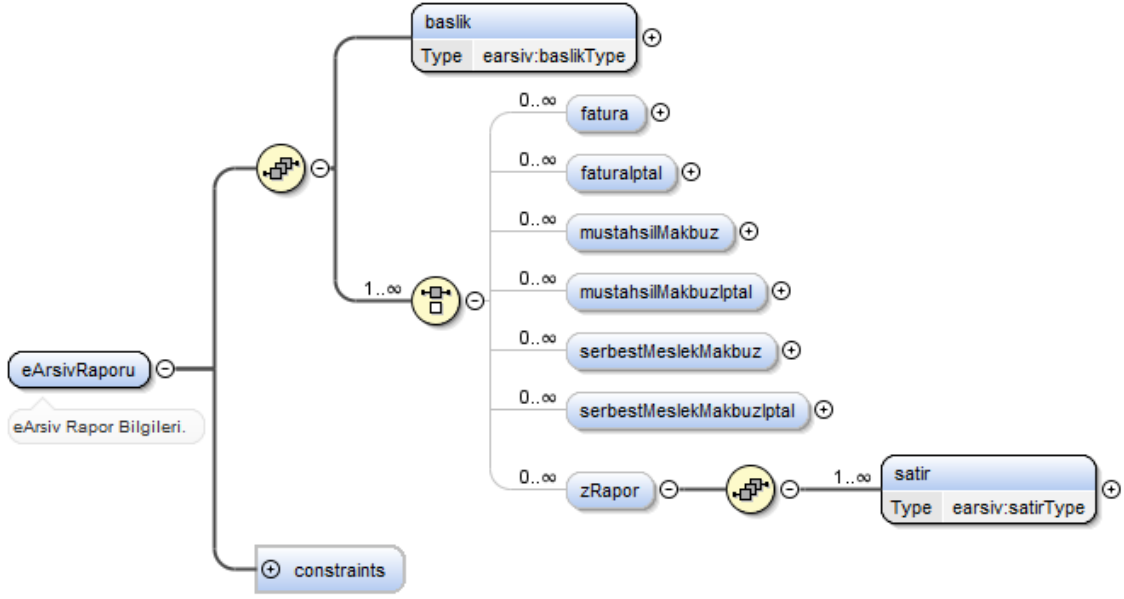 baslik
Type earsiv:baslikType
0..∞
fatura
0..∞
faturaIptal
0..∞
mustahsilMakbuz
1..∞
0..∞
mustahsilMakbuzIptal
0..∞
serbestMeslekMakbuz
eArsivRaporu
0..∞
serbestMeslekMakbuzIptal
eArsiv Rapor Bilgileri.
0..∞
zRapor
1..∞
satir
Type earsiv:satirType
constraints